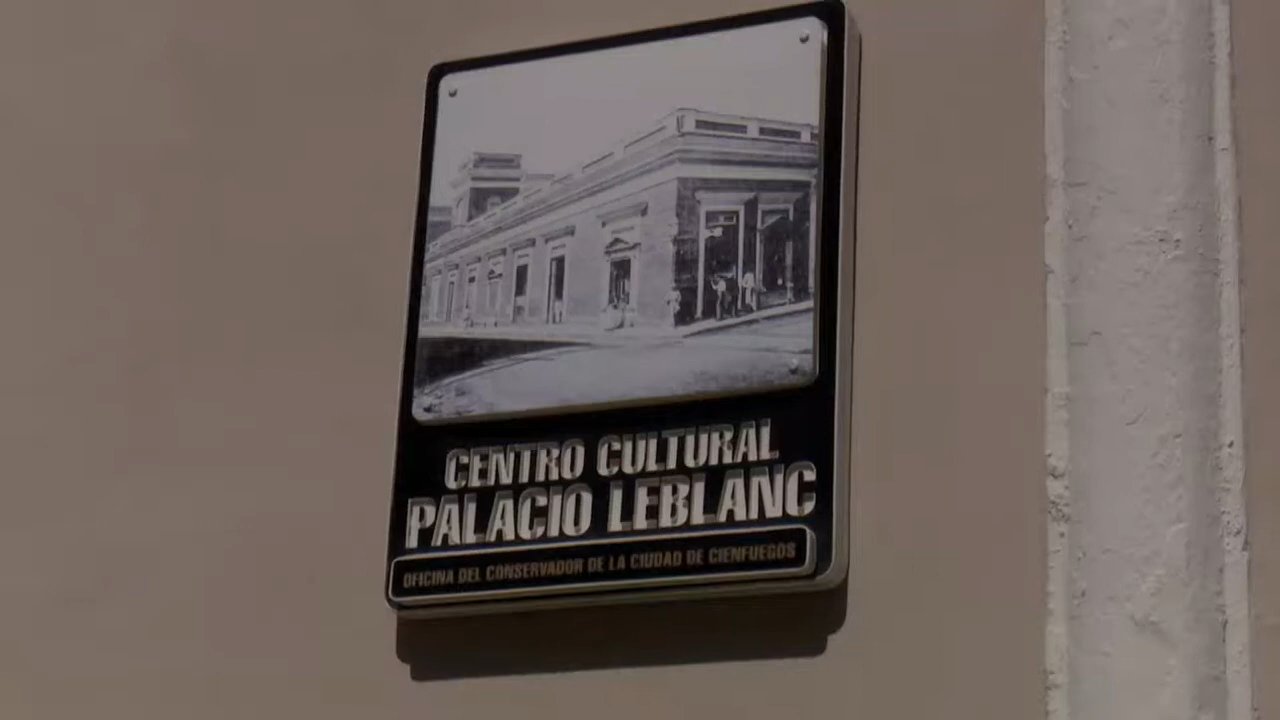 CENTRO CULTURAL
PALACIO LEBLANC
OFICINA DEL CONSERVADOR DE LA CIUDAD DE CIENFUEGOS